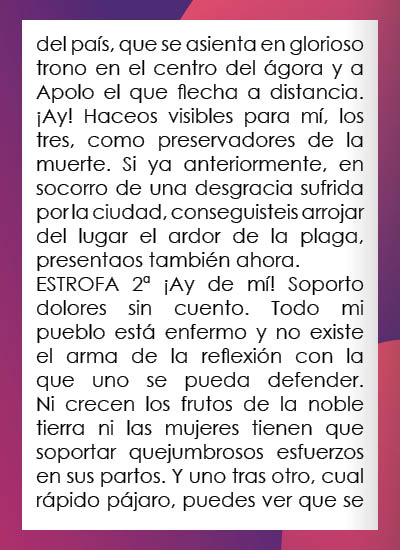 del país, que se asienta en glorioso
trono en el centro del ágora y a
Apolo el que flecha a distancia.
¡Ay! Haceos visibles para mí, los
tres, como preservadores de la
muerte. Si ya anteriormente, en
socorro de una desgracia sufrida
por la ciudad, conseguisteis arrojar
del lugar el ardor de la plaga,
presentaos también ahora.
ESTROFA 2ª ¡Ay de mí! Soporto
dolores sin cuento. Todo mi
pueblo está enfermo y no existe
el arma de la reflexión con la
que uno se pueda defender.
Ni crecen los frutos de la noble
tierra ni las mujeres tienen que
soportar quejumbrosos esfuerzos
en sus partos. Y uno tras otro, cual
rápido pájaro, puedes ver que se